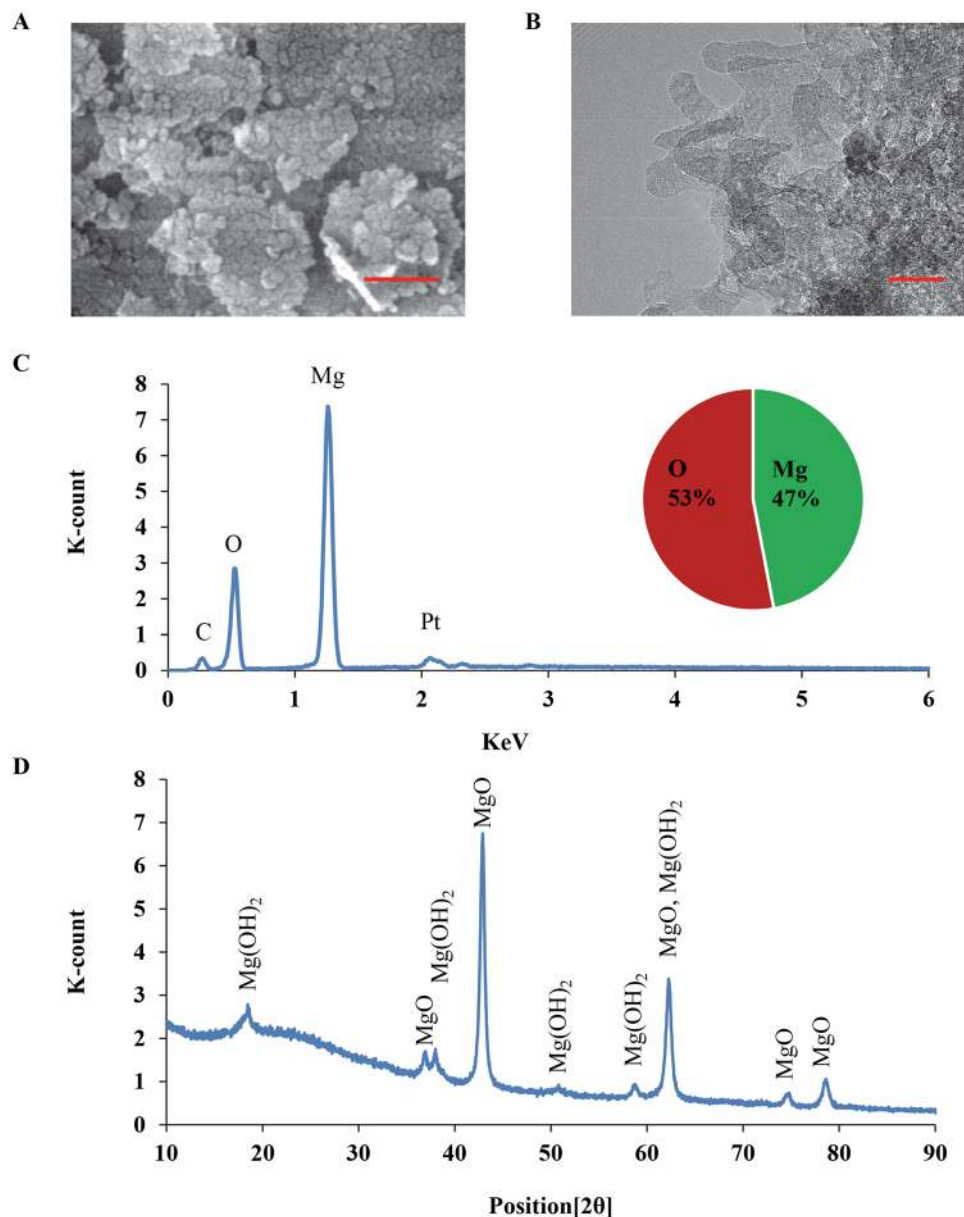 A
B
C
K-count
8
7
6
5
4
3
2
1
0
C
O
Mg
Pt
O
53%
Mg
47%
0
1
2
3
4
5
6
KeV
D
K-count
8
7
6
5
4
3
2
1
0
Mg(OH)2
MgO
Mg(OH)2
MgO
Mg(OH)2
Mg(OH)2
MgO, Mg(OH)2
MgO
MgO
10
20
30
40
50
60
70
80
90
Position[2θ]